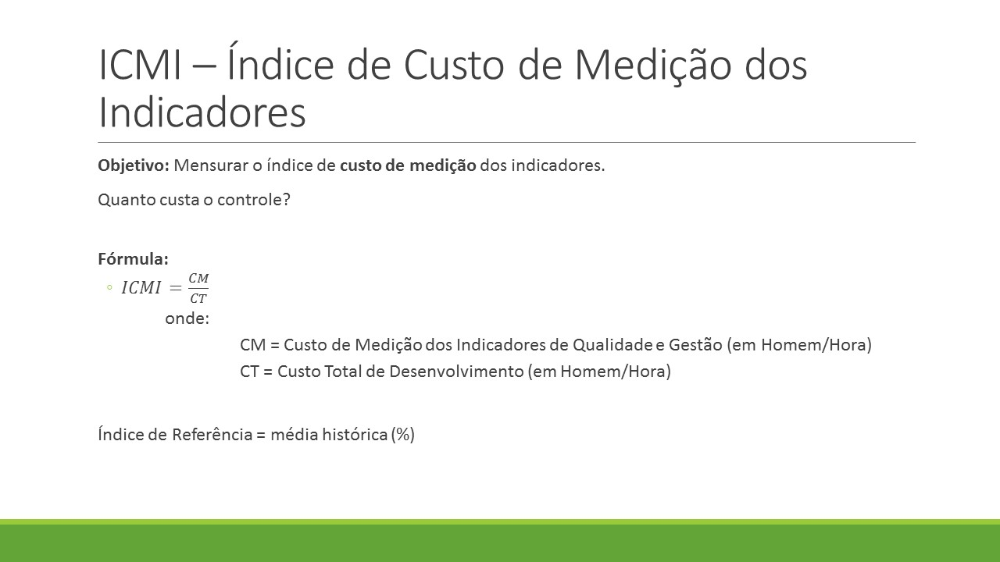 ICMI – Índice de Custo de Medição dos
Indicadores
Objetivo: Mensurar o índice de custo de medição dos indicadores.
Quanto custa o controle?
Fórmula:
◦ ICMI = CM/CT
onde:
CM = Custo de Medição dos Indicadores de Qualidade e Gestão (em Homem/Hora)
CT = Custo Total de Desenvolvimento (em Homem/Hora)
Índice de Referência = média histórica (%)